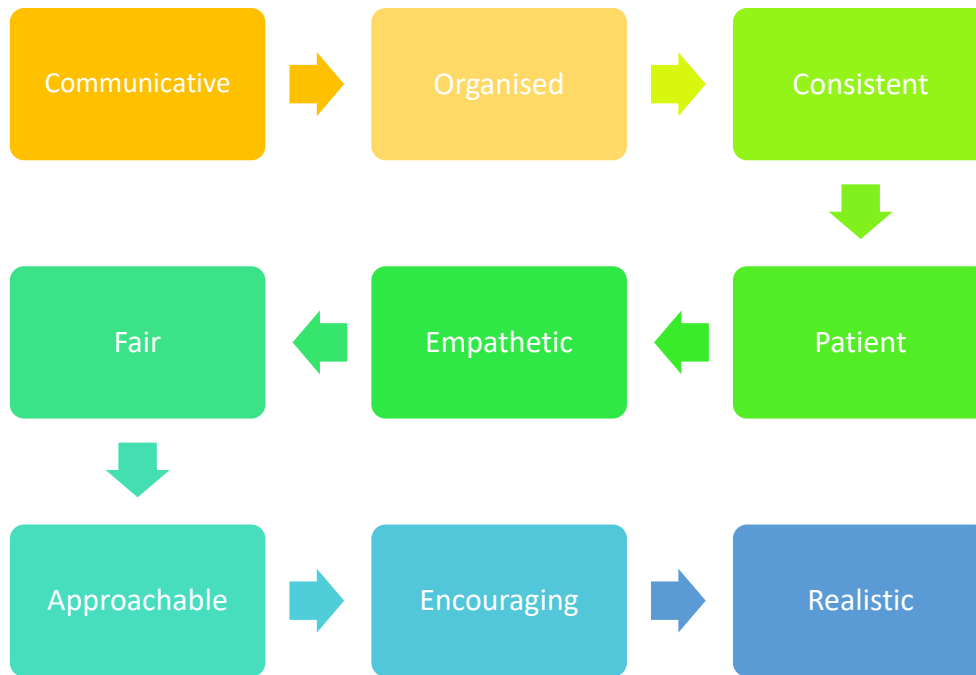 Communicative
Organised
Consistent
Patient
Empathetic
Fair
Approachable
Encouraging
Realistic